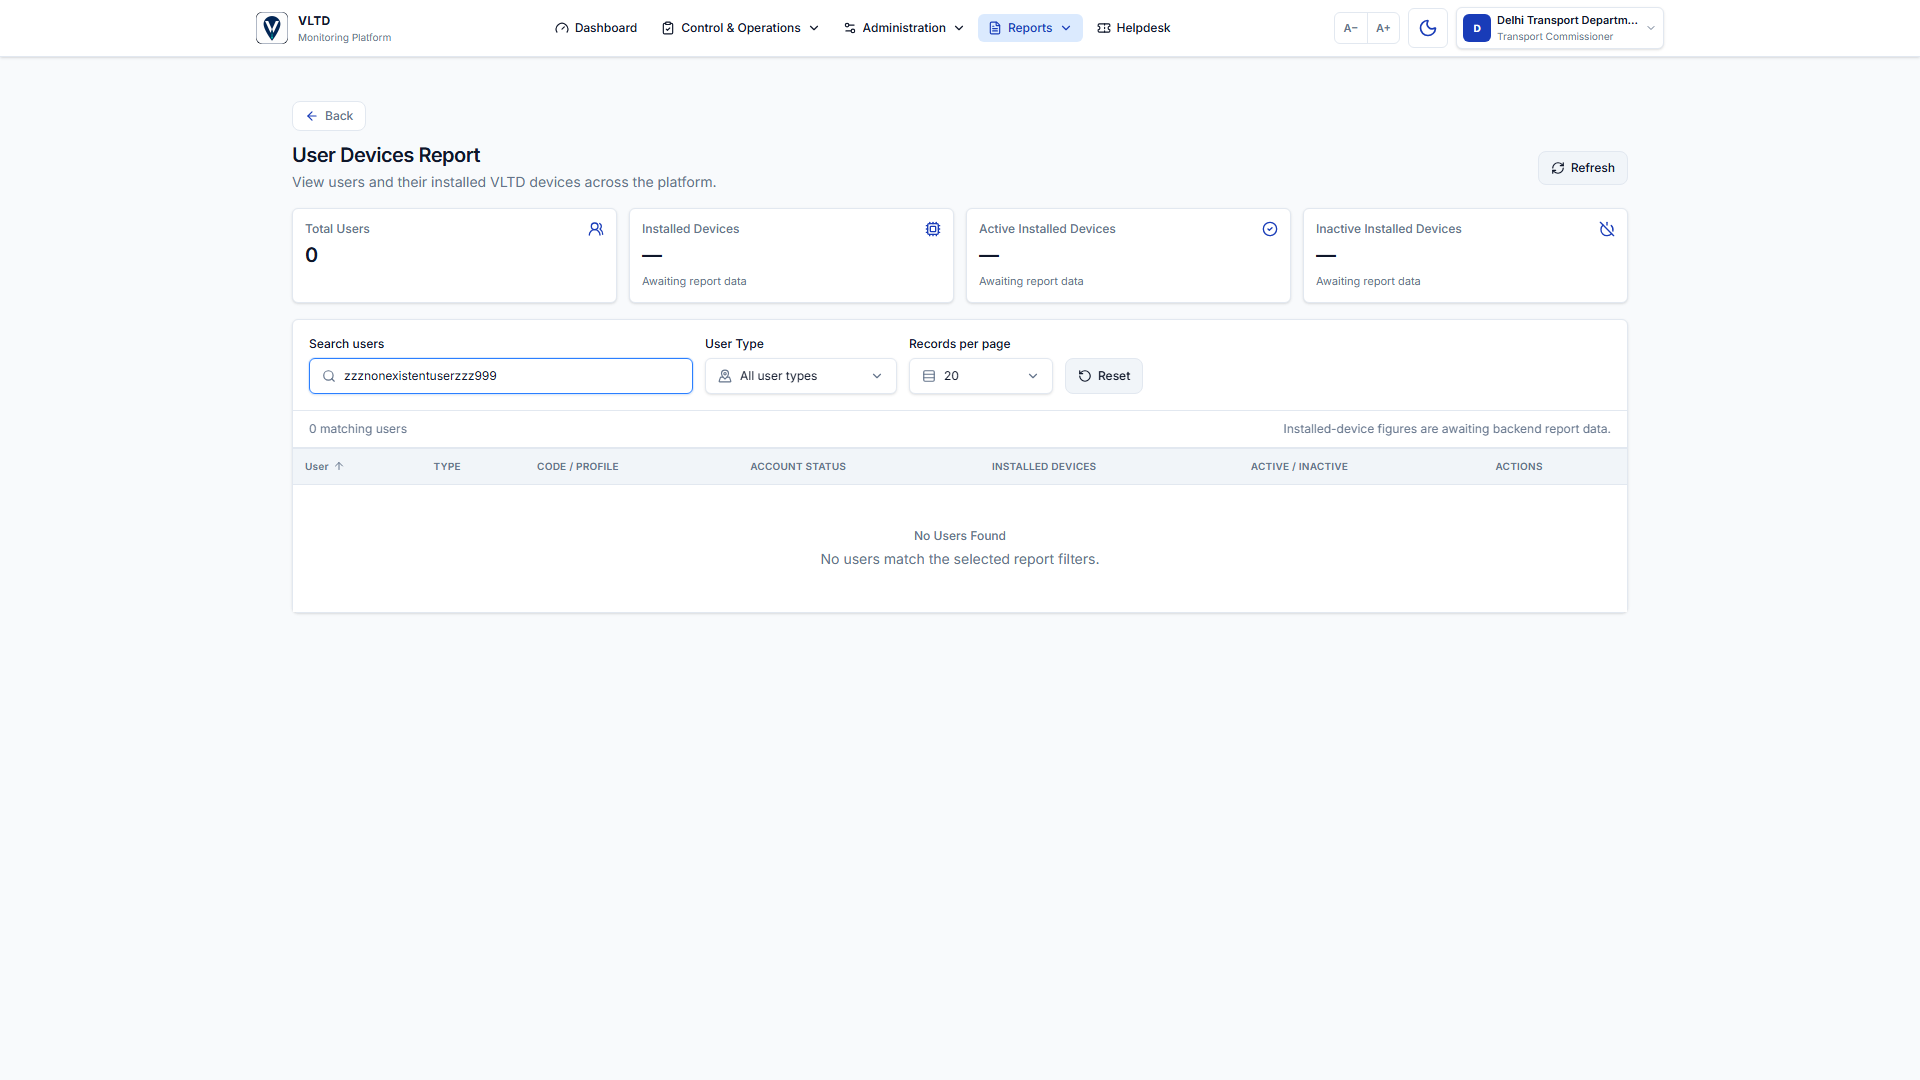 VLTD
Monitoring Platform
Dashboard
Control & Operations
Administration
Reports
Helpdesk
A−
A+
D
Delhi Transport Departm...
Transport Commissioner
Back
User Devices Report
View users and their installed VLTD devices across the platform.
Refresh
Total Users
0
Installed Devices
—
Awaiting report data
Active Installed Devices
—
Awaiting report data
Inactive Installed Devices
—
Awaiting report data
Search users
User Type
Records per page
zzznonexistentuserzzz999
All user types
20
Reset
0 matching users
Installed-device figures are awaiting backend report data.
User
TYPE
CODE / PROFILE
ACCOUNT STATUS
INSTALLED DEVICES
ACTIVE / INACTIVE
ACTIONS
No Users Found
No users match the selected report filters.